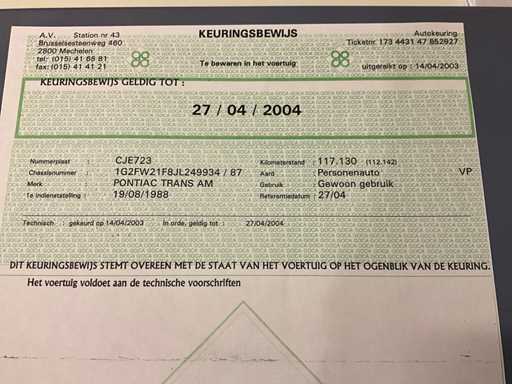 A.V. Station nr 43 KEURINGSBEWIJS Autokeuring
Brusselsesteenweg 460 Ticketnr 173 4431 47 852927
2800 Mechelen
tel: (015) 41 68 81 Te bewaren in het voertuig
fax: (015) 41 41 21 uitgereikt op : 14/04/2003
KEURINGSBEWIJS GELDIG TOT :
27 / 04 / 2004
Nummerplaat : CJE723 Kilometerstand : 117.130 (112.142)
Chassisnummer : 1G2FW21F8JL249934 / 87 Aard : Personenauto VP
Merk : PONTIAC TRANS AM Gebruik : Gewoon gebruik
1e indienststelling : 19/08/1988 Referentiedatum : 27/04
Technisch : gekeurd op 14/04/2003 In orde, geldig tot : 27/04/2004
DIT KEURINGSBEWIJS STEMT OVEREEN MET DE STAAT VAN HET VOERTUIG OP HET OGENBLIK VAN DE KEURING.
Het voertuig voldoet aan de technische voorschriften